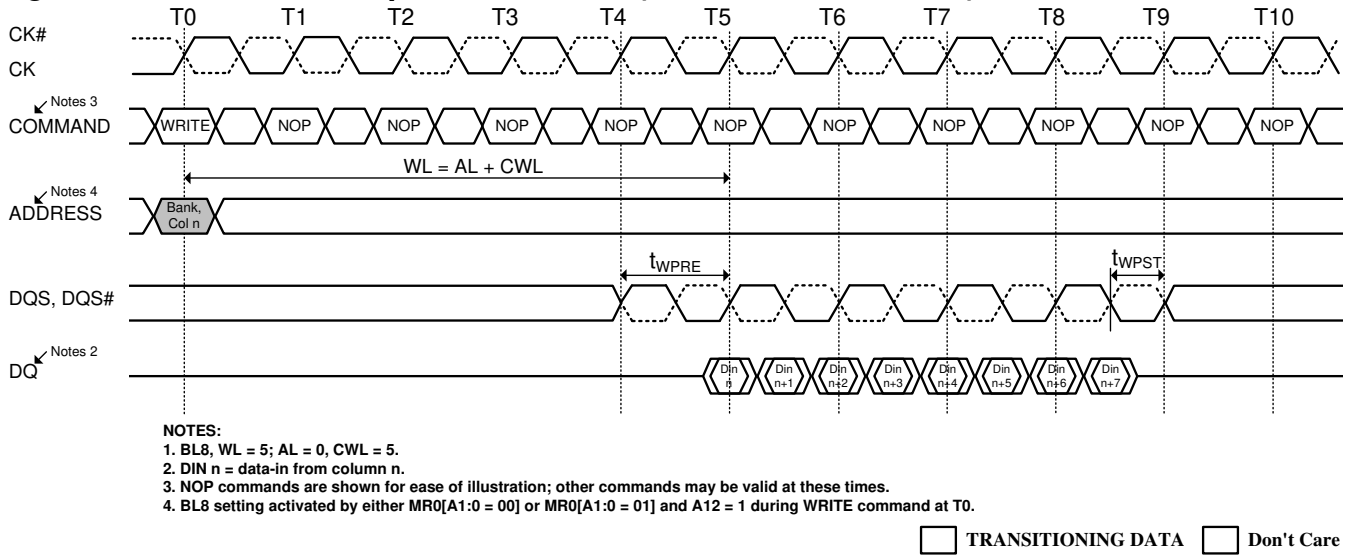 T0 T1 T2 T3 T4 T5 T6 T7 T8 T9 T10
CK#
CK
Notes 3
COMMAND WRITE NOP NOP NOP NOP NOP NOP NOP NOP NOP NOP
WL = AL + CWL
Notes 4
ADDRESS
Bank,
Col n
tWPRE tWPST
DQS, DQS#
Notes 2
DQ
Din n Din n+1 Din n+2 Din n+3 Din n+4 Din n+5 Din n+6 Din n+7
NOTES:
1. BL8, WL = 5; AL = 0, CWL = 5.
2. DIN n = data-in from column n.
3. NOP commands are shown for ease of illustration; other commands may be valid at these times.
4. BL8 setting activated by either MR0[A1:0 = 00] or MR0[A1:0 = 01] and A12 = 1 during WRITE command at T0.
TRANSITIONING DATA Don't Care